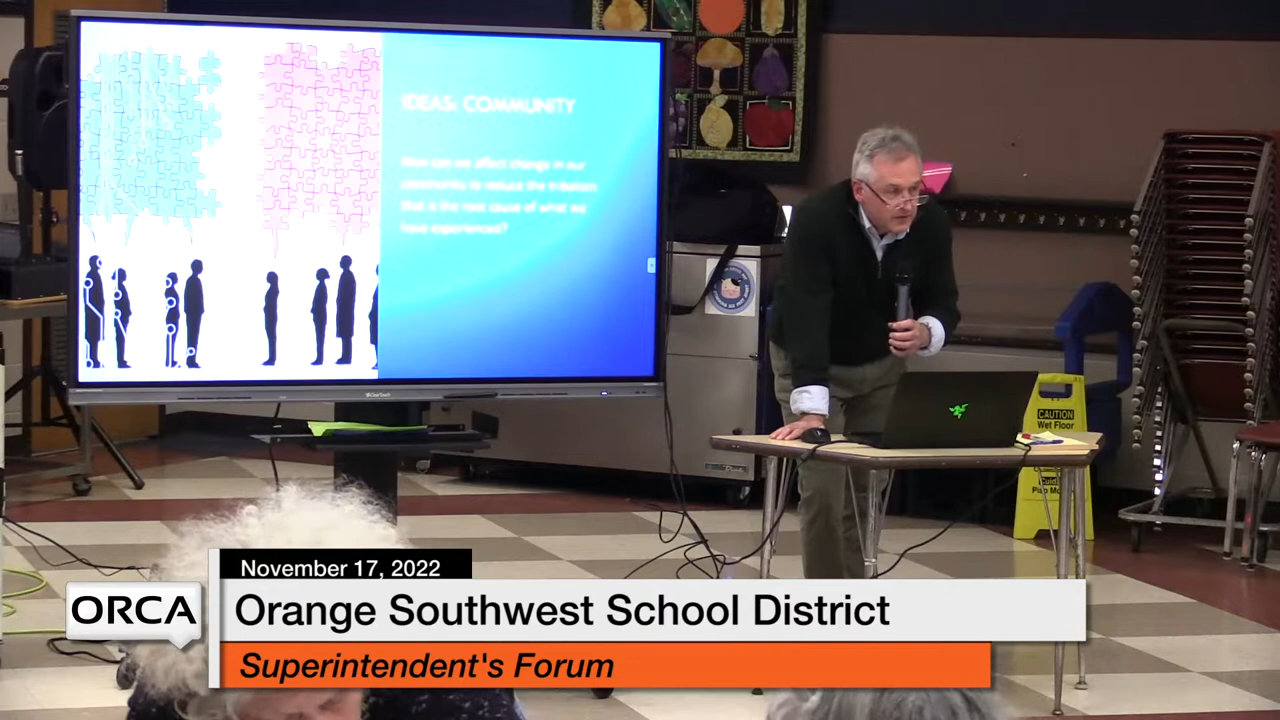 IDEAS: COMMUNITY
How can we affect change in our
community to reduce the tribalism
that is the root cause of what we
have experienced?
CAUTION
Wet Floor
November 17, 2022
ORCA
Orange Southwest School District
Superintendent's Forum